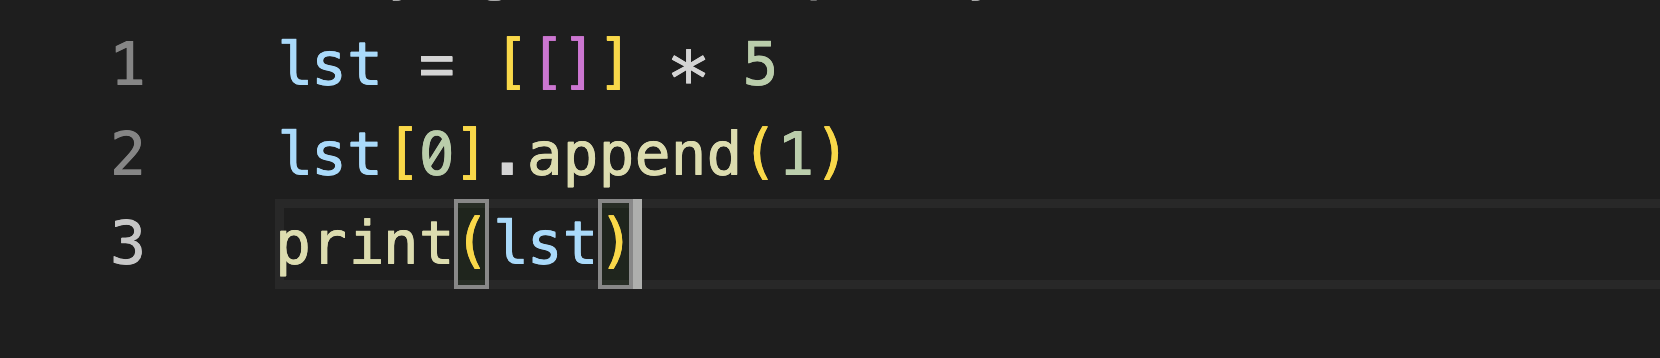 1 lst = [[]] * 5
2 lst[0].append(1)
3 print(lst)